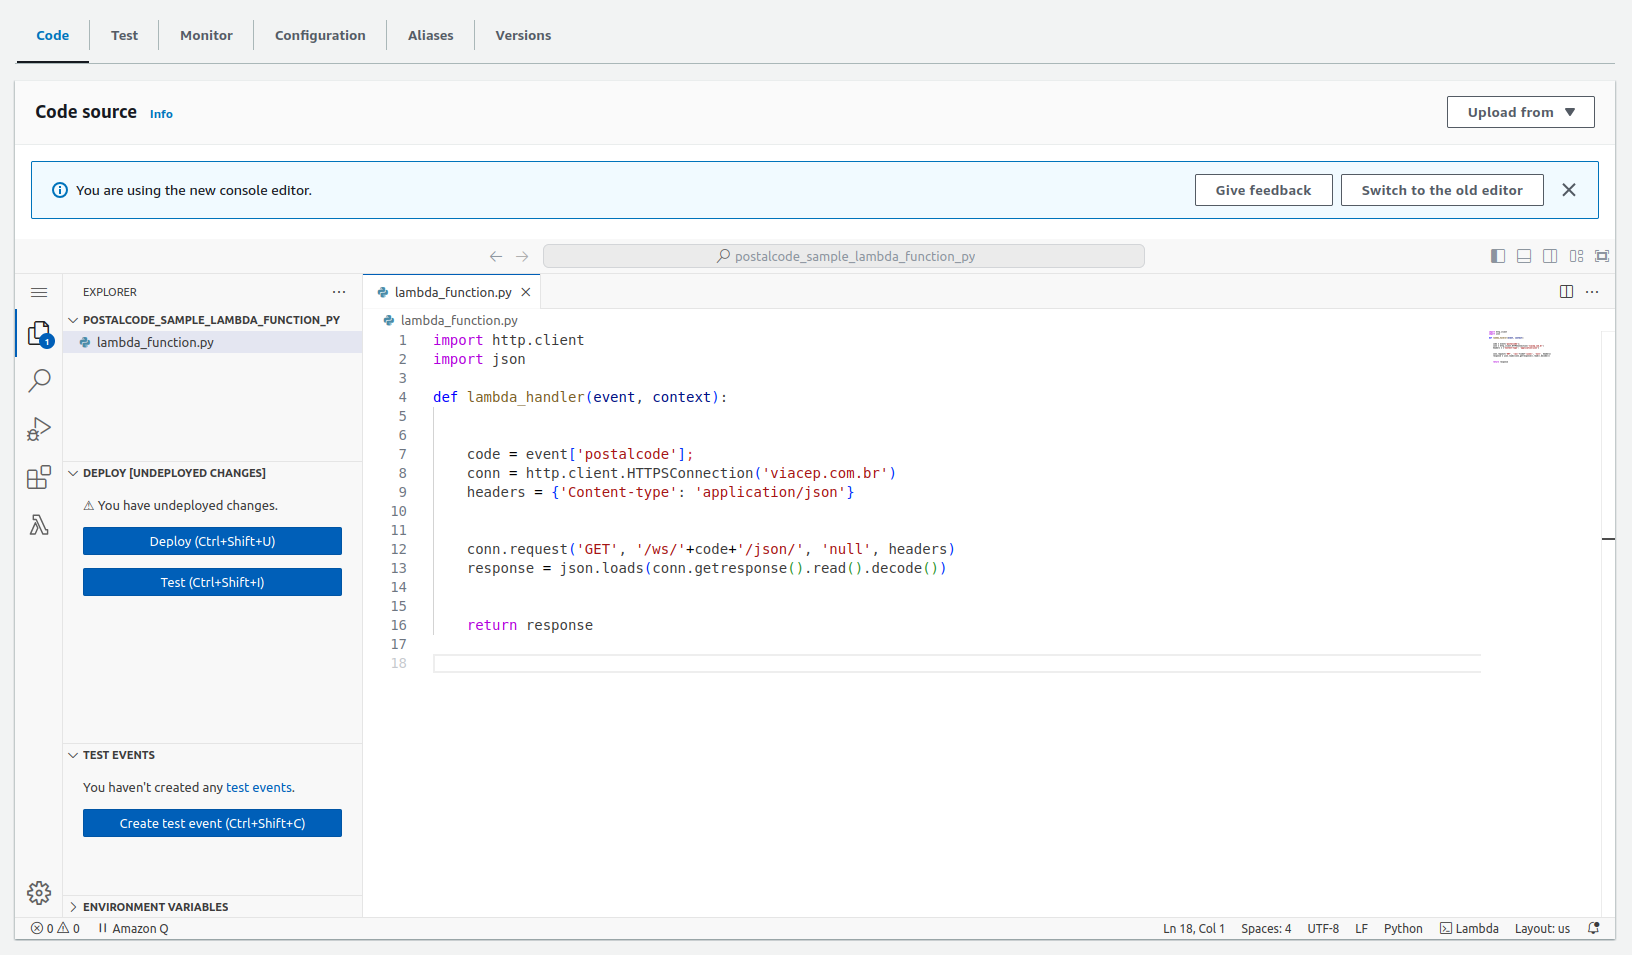 Code Test Monitor Configuration Aliases Versions
Code source Info
Upload from
You are using the new console editor.
Give feedback
Switch to the old editor
postalcode_sample_lambda_function_py
EXPLORER
POSTALCODE_SAMPLE_LAMBDA_FUNCTION_PY
1
lambda_function.py
DEPLOY [UNDEPLOYED CHANGES]
You have undeployed changes.
Deploy (Ctrl+Shift+U)
Test (Ctrl+Shift+I)
TEST EVENTS
You haven't created any test events.
Create test event (Ctrl+Shift+C)
ENVIRONMENT VARIABLES
lambda_function.py
lambda_function.py
1 import http.client
2 import json
3
4 def lambda_handler(event, context):
5
6
7 code = event['postalcode'];
8 conn = http.client.HTTPSConnection('viacep.com.br')
9 headers = {'Content-type': 'application/json'}
10
11
12 conn.request('GET', '/ws/'+code+'/json/', 'null', headers)
13 response = json.loads(conn.getresponse().read().decode())
14
15
16 return response
17
18
0 0 Amazon Q
Ln 18, Col 1 Spaces: 4 UTF-8 LF Python Lambda Layout: us